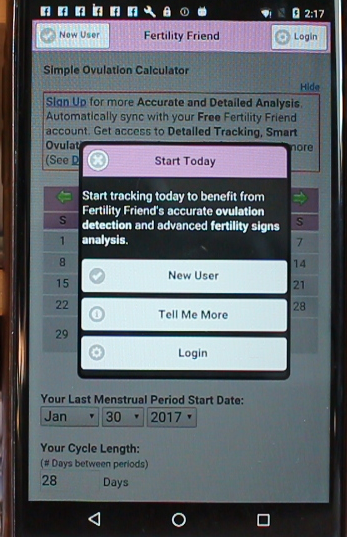 2:17
New User
Fertility Friend
Login
Simple Ovulation Calculator
Hide
Sign Up for more Accurate and Detailed Analysis.
Automatically sync with your Free Fertility Friend
account. Get access to Detailed Tracking, Smart
more
(See
Start Today
Start tracking today to benefit from
Fertility Friend's accurate ovulation
detection and advanced fertility signs
analysis.
New User
Tell Me More
Login
S S
1 7
8 14
15 21
22 28
29
Your Last Menstrual Period Start Date:
Jan 30 2017
Your Cycle Length:
(# Days between periods)
28 Days